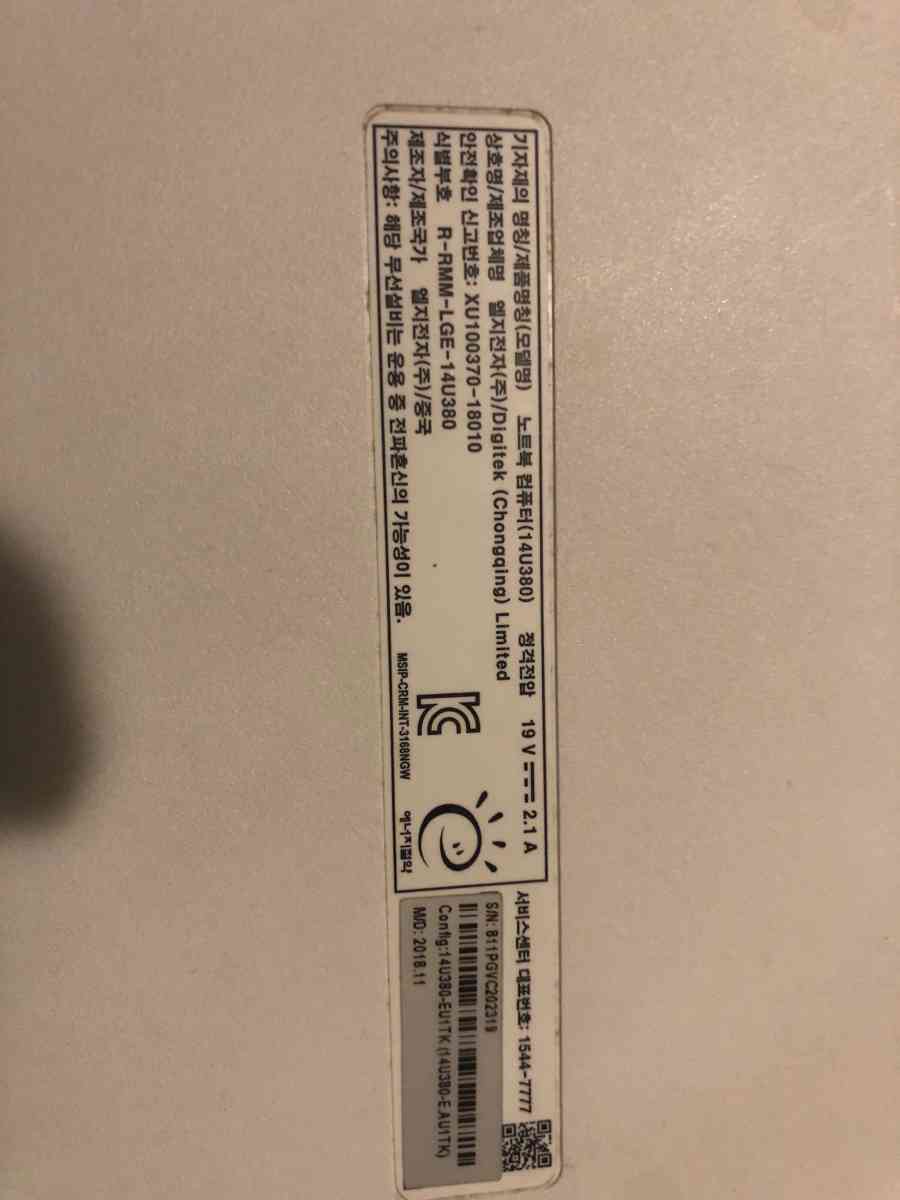 기자재의 명칭/제품명칭(모델명) 노트북 컴퓨터(14U380) 정격전압 19 V 2.1 A
상호명/제조업체명 엘지전자(주)/Digitek (Chongqing) Limited
안전확인 신고번호: XU100370-18010
식별부호 R-RMM-LGE-14U380
제조자/제조국가 엘지전자(주)/중국
주의사항: 해당 무선설비는 운용 중 전파혼신의 가능성이 있음.
MSIP-CRM-INT-3168NGW
에너지절약
서비스센터 대표번호: 1544-7777
S/N: 811PGVC202319
Config:14U380-EU1TK (14U380-E.AU1TK)
M/D: 2018.11